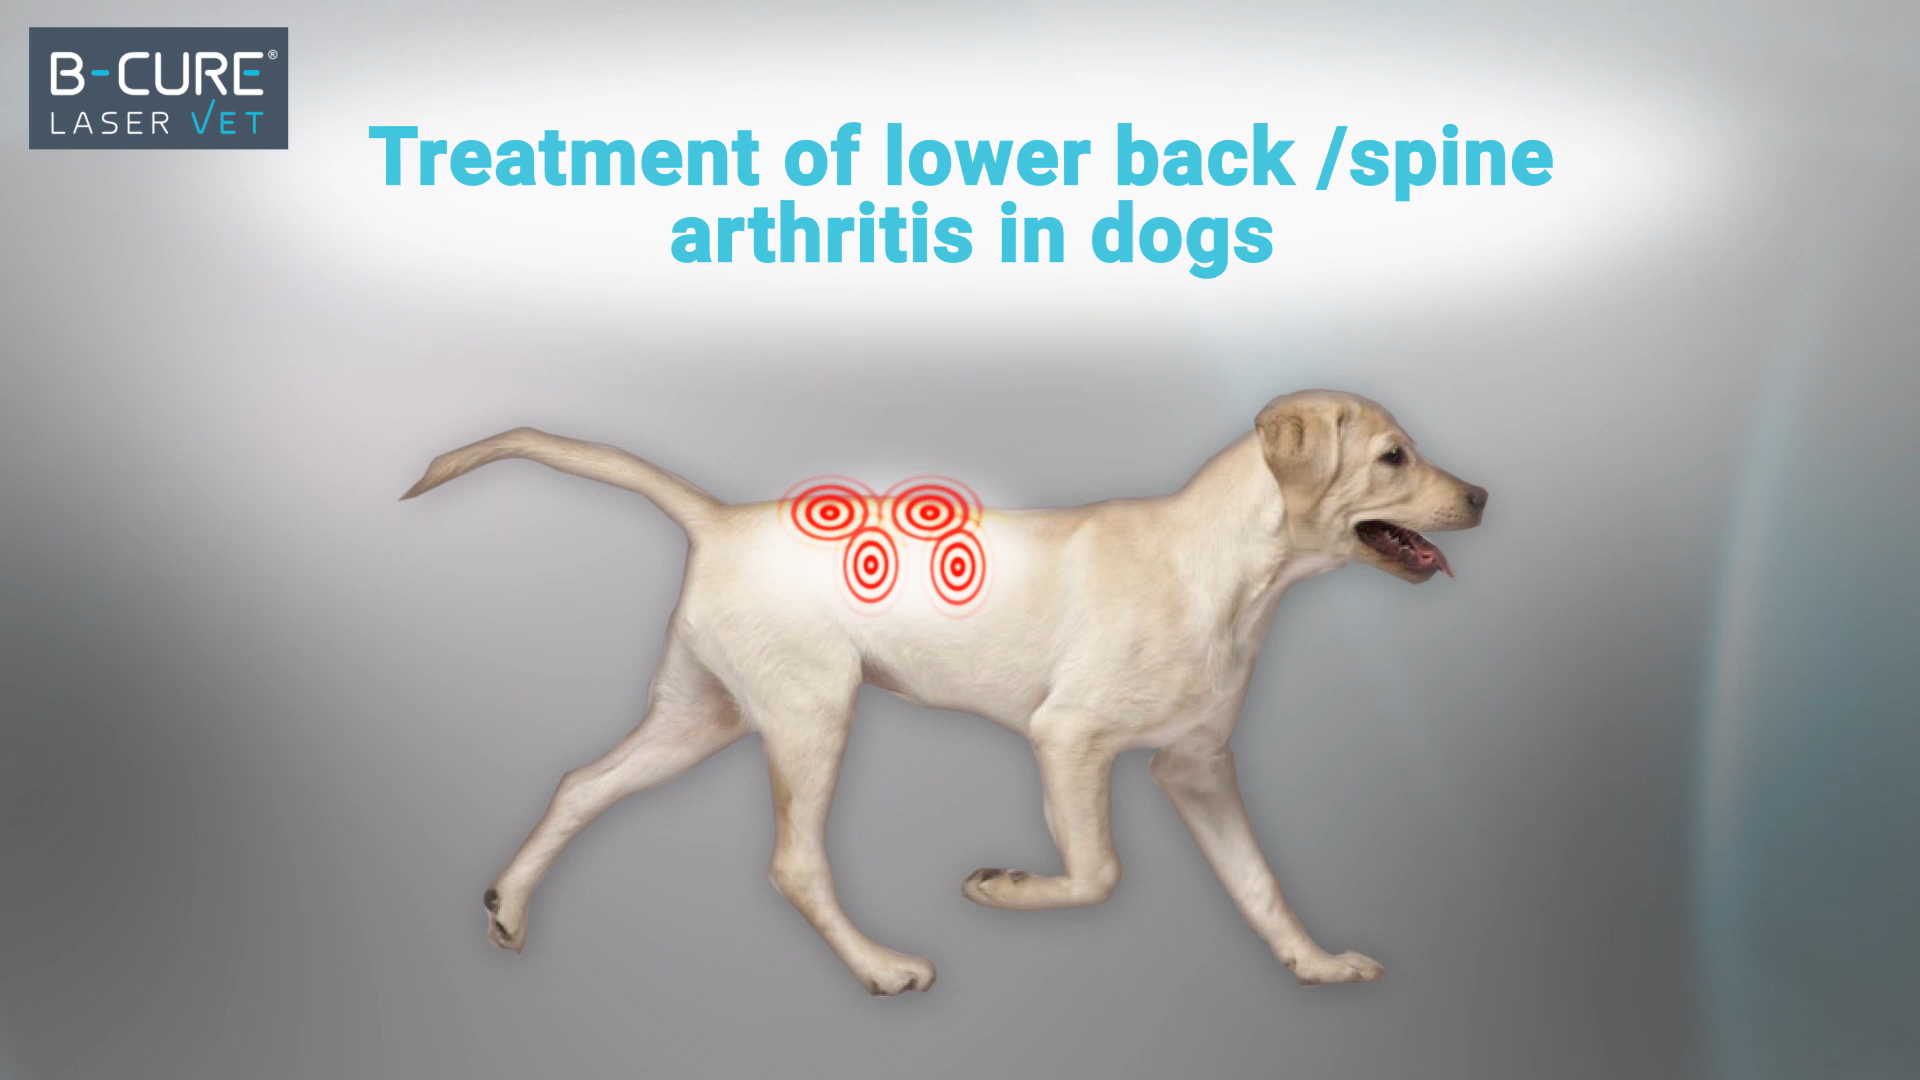 B-CURE®
LASER VET
Treatment of lower back /spine
arthritis in dogs